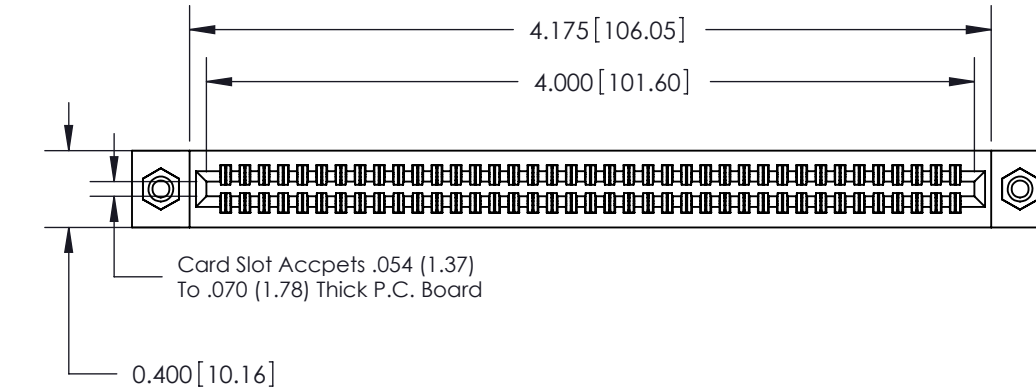 4.175[106.05]
4.000[101.60]
Card Slot Accpets .054 (1.37)
To .070 (1.78) Thick P.C. Board
0.400[10.16]